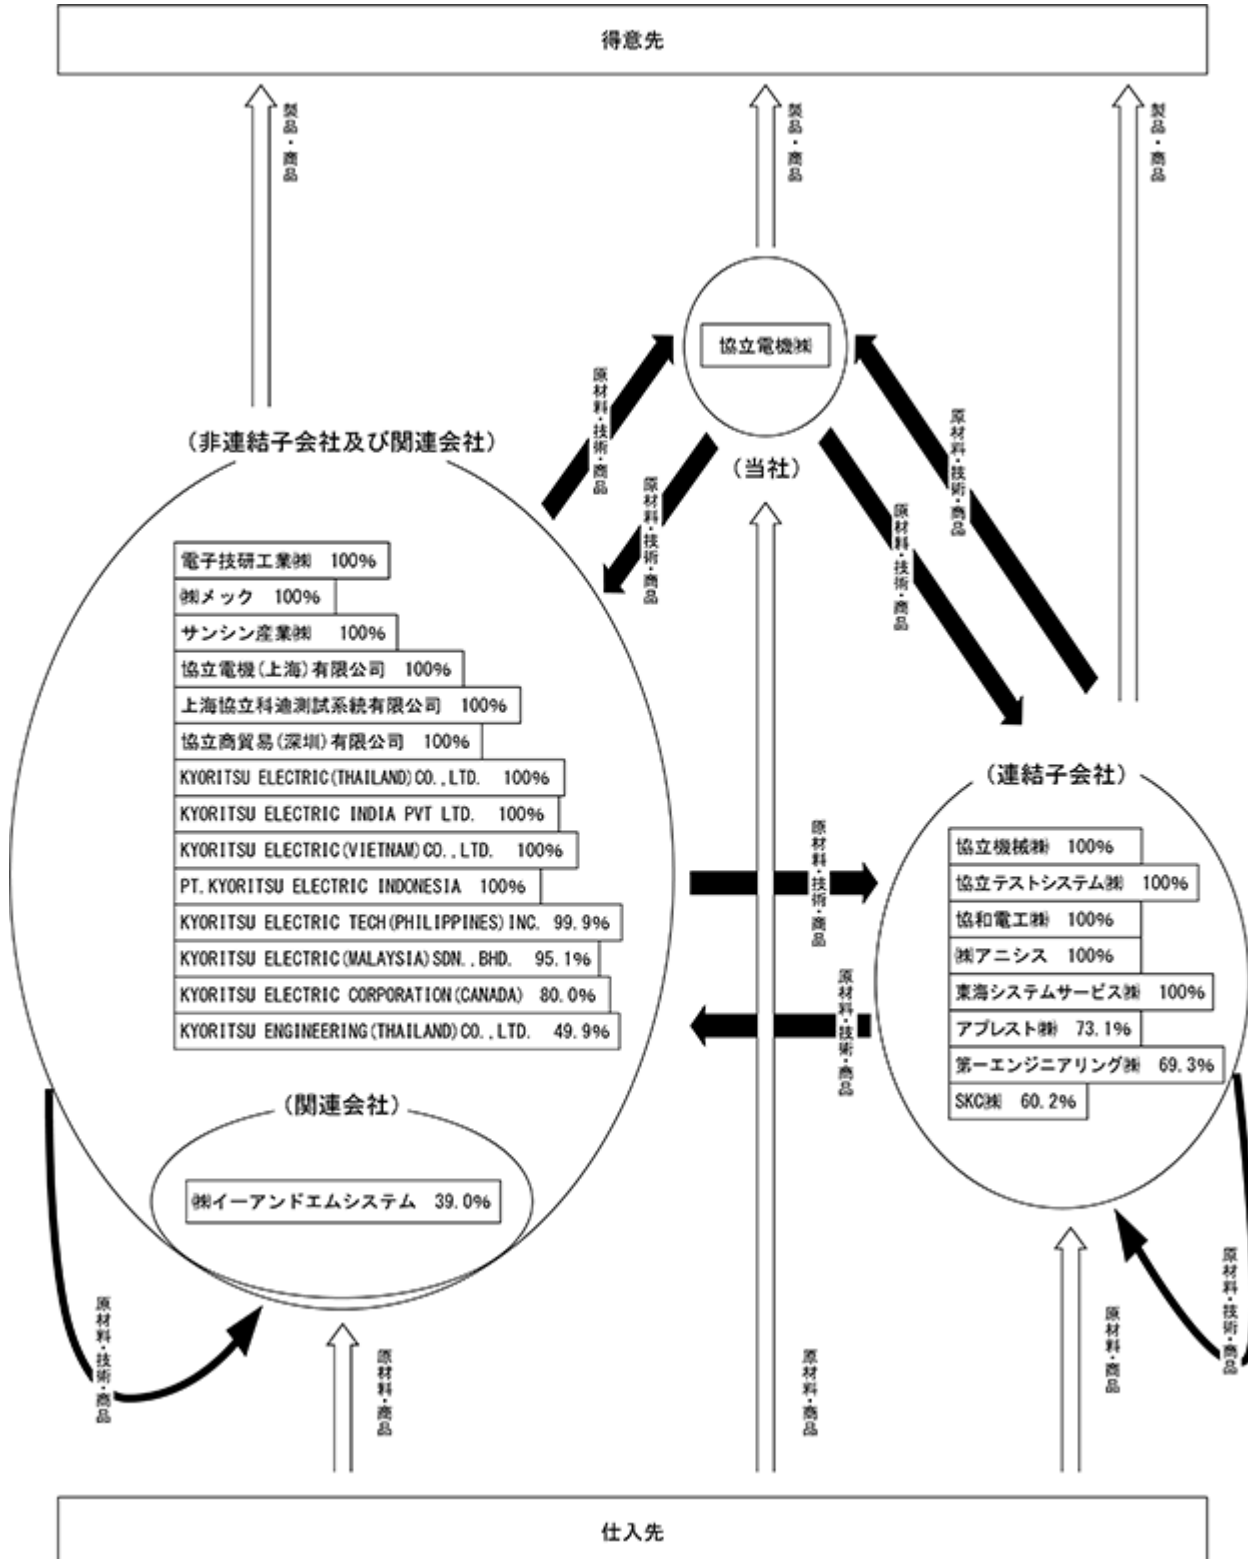 得意先
製品・商品
製品・商品
製品・商品
協立電機㈱
(当社)
原材料・技術・商品
原材料・技術・商品
原材料・技術・商品
原材料・技術・商品
(非連結子会社及び関連会社)
電子技研工業㈱ 100%
㈱メック 100%
サンシン産業㈱ 100%
協立電機(上海)有限公司 100%
上海協立科迪測試系統有限公司 100%
協立商貿易(深圳)有限公司 100%
KYORITSU ELECTRIC(THAILAND)CO.,LTD. 100%
KYORITSU ELECTRIC INDIA PVT LTD. 100%
KYORITSU ELECTRIC(VIETNAM)CO.,LTD. 100%
PT.KYORITSU ELECTRIC INDONESIA 100%
KYORITSU ELECTRIC TECH(PHILIPPINES)INC. 99.9%
KYORITSU ELECTRIC(MALAYSIA)SDN.,BHD. 95.1%
KYORITSU ELECTRIC CORPORATION(CANADA) 80.0%
KYORITSU ENGINEERING(THAILAND)CO.,LTD. 49.9%
(関連会社)
㈱イーアンドエムシステム 39.0%
原材料・技術・商品
原材料・技術・商品
(連結子会社)
協立機械㈱ 100%
協立テストシステム㈱ 100%
協和電工㈱ 100%
㈱アニシス 100%
東海システムサービス㈱ 100%
アプレスト㈱ 73.1%
第一エンジニアリング㈱ 69.3%
SKC㈱ 60.2%
原材料・技術・商品
原材料・商品
原材料・商品
原材料・商品
原材料・技術・商品
仕入先